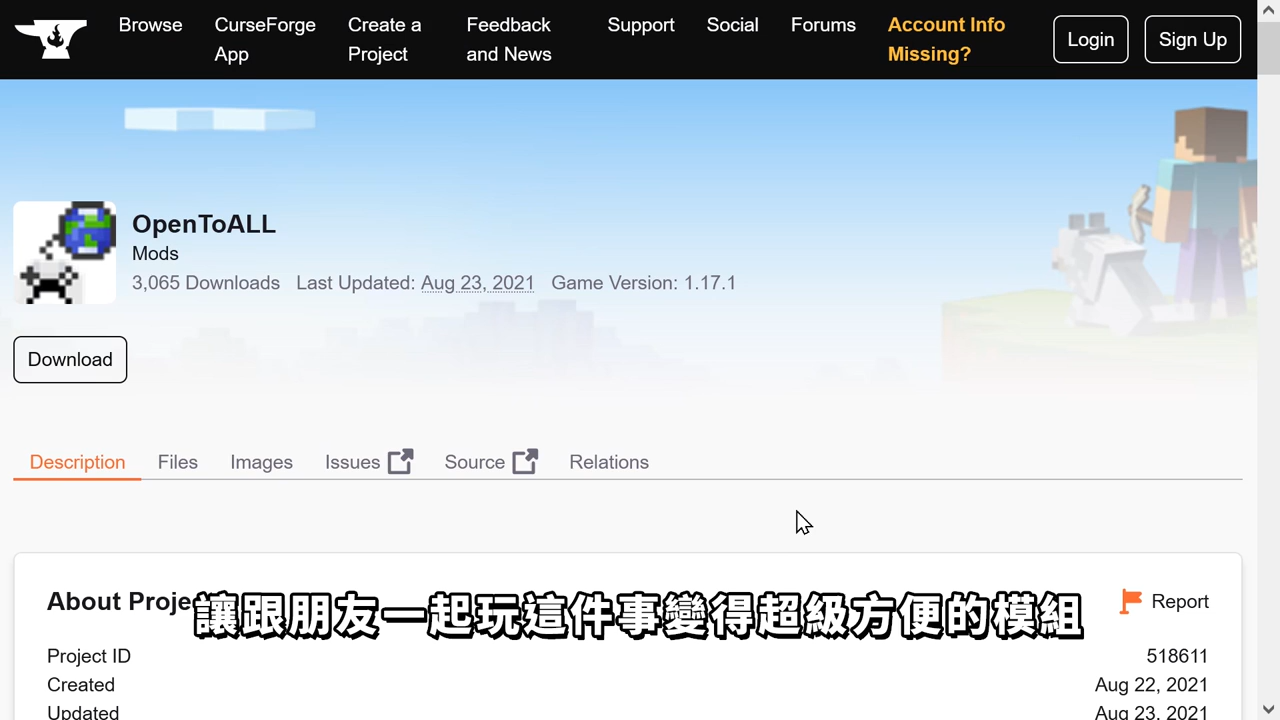 Browse
CurseForge App
Create a Project
Feedback and News
Support
Social
Forums
Account Info Missing?
Login
Sign Up
OpenToALL
Mods
3,065 Downloads Last Updated: Aug 23, 2021 Game Version: 1.17.1
Download
Description Files Images Issues Source Relations
About Proje
Report
讓跟朋友一起玩這件事變得超級方便的模組
Project ID 518611
Created Aug 22, 2021
Updated Aug 23, 2021